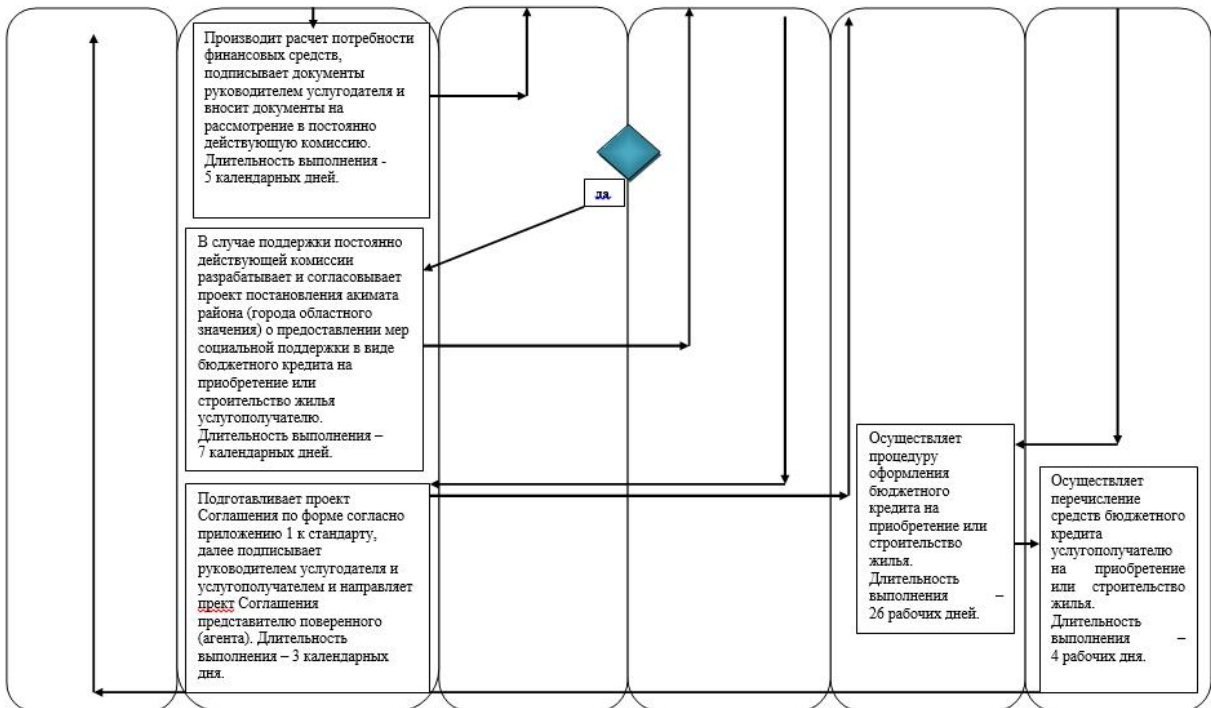 Производит расчет потребности
финансовых средств,
подписывает документы
руководителем услугодателя и
вносит документы на
рассмотрение в постоянно
действующую комиссию.
Длительность выполнения -
5 календарных дней.
да
В случае поддержки постоянно
действующей комиссии
разрабатывает и согласовывает
проект постановления акимата
района (города областного
значения) о предоставлении мер
социальной поддержки в виде
бюджетного кредита на
приобретение или
строительство жилья
услугополучателю.
Длительность выполнения –
7 календарных дней.
Подготавливает проект
Соглашения по форме согласно
приложению 1 к стандарту,
далее подписывает
руководителем услугодателя и
услугополучателем и направляет
прект Соглашения
представителю поверенного
(агента). Длительность
выполнения – 3 календарных
дня.
Осуществляет
процедуру
оформления
бюджетного
кредита на
приобретение или
строительство
жилья.
Длительность
выполнения –
26 рабочих дней.
Осуществляет
перечисление
средств бюджетного
кредита
услугополучателю
на приобретение
или строительство
жилья.
Длительность
выполнения –
4 рабочих дня.